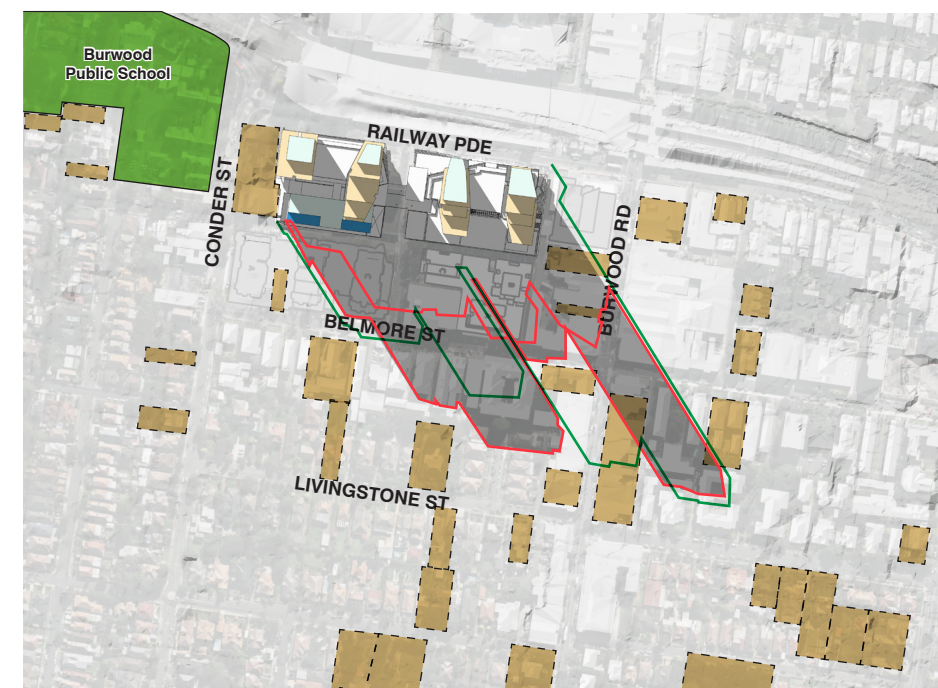 Burwood
Public School
RAILWAY PDE
CONDER ST
BURWOOD RD
BELMORE ST
LIVINGSTONE ST